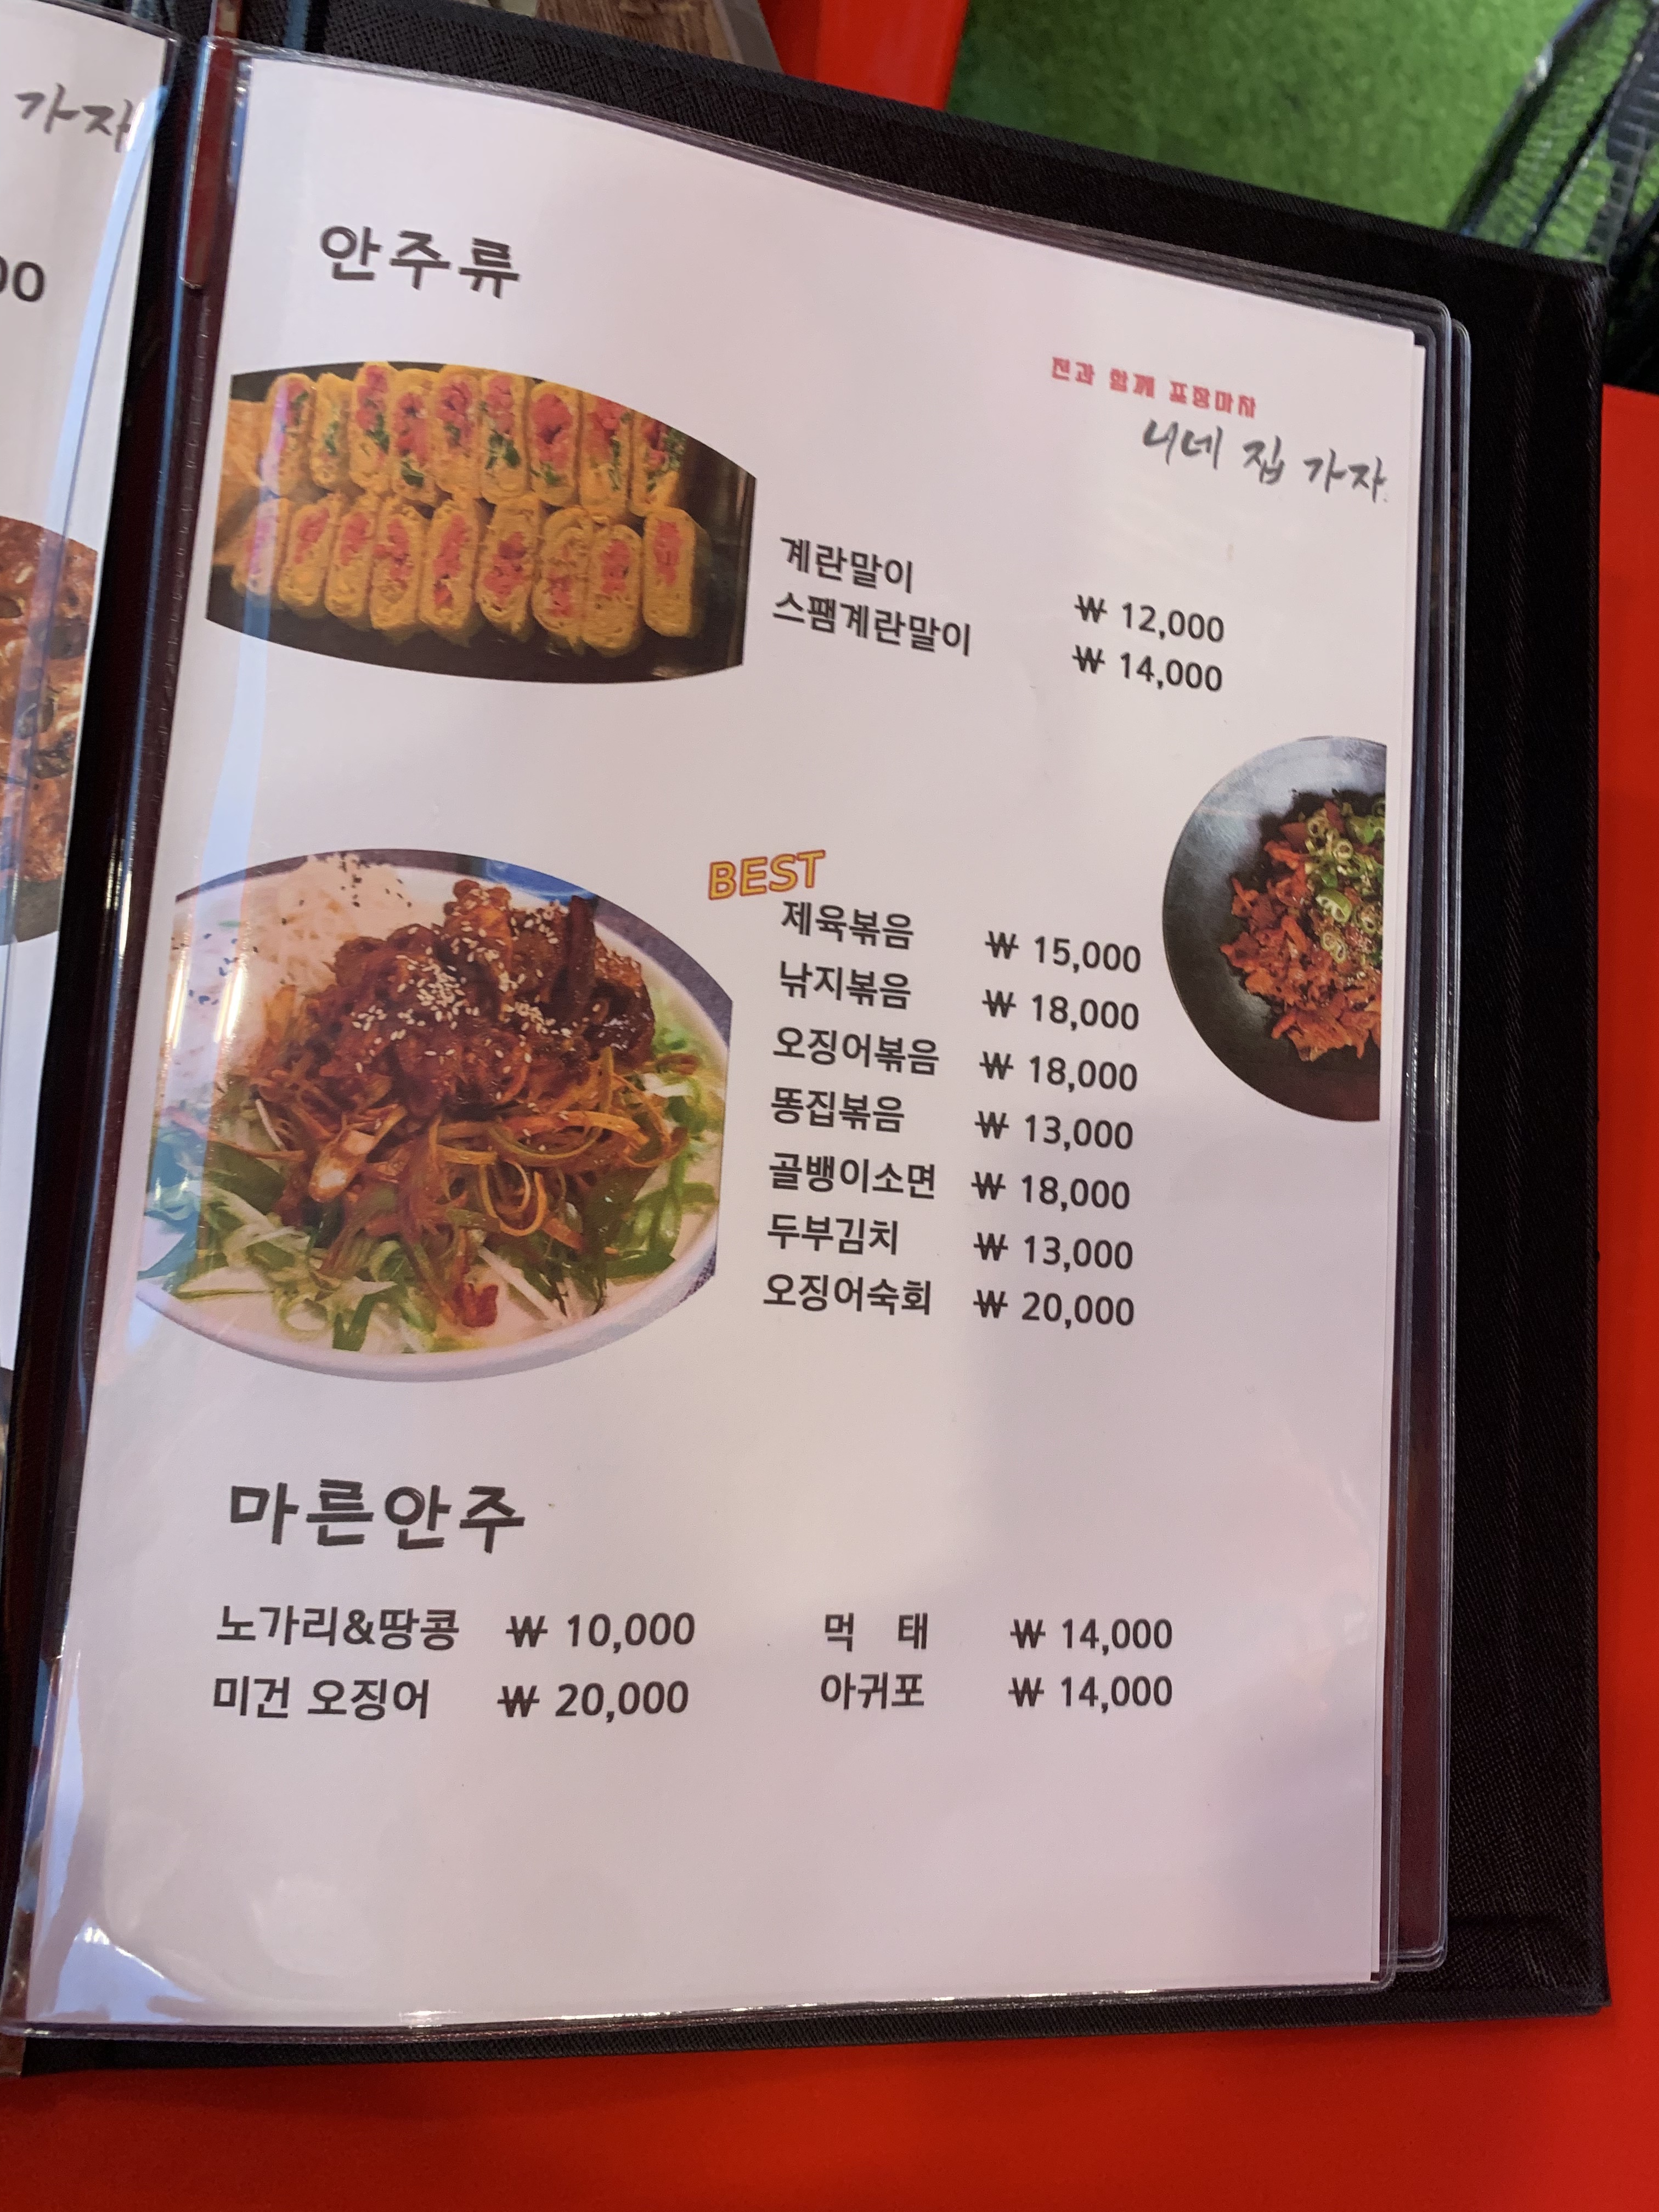 가자
00
안주류
전과 함께 포장마차
니네 집 가자
계란말이 ₩ 12,000
스팸계란말이 ₩ 14,000
BEST
제육볶음 ₩ 15,000
낚지볶음 ₩ 18,000
오징어볶음 ₩ 18,000
똥집볶음 ₩ 13,000
골뱅이소면 ₩ 18,000
두부김치 ₩ 13,000
오징어숙회 ₩ 20,000
마른안주
노가리&땅콩 ₩ 10,000 먹 태 ₩ 14,000
미건 오징어 ₩ 20,000 아귀포 ₩ 14,000